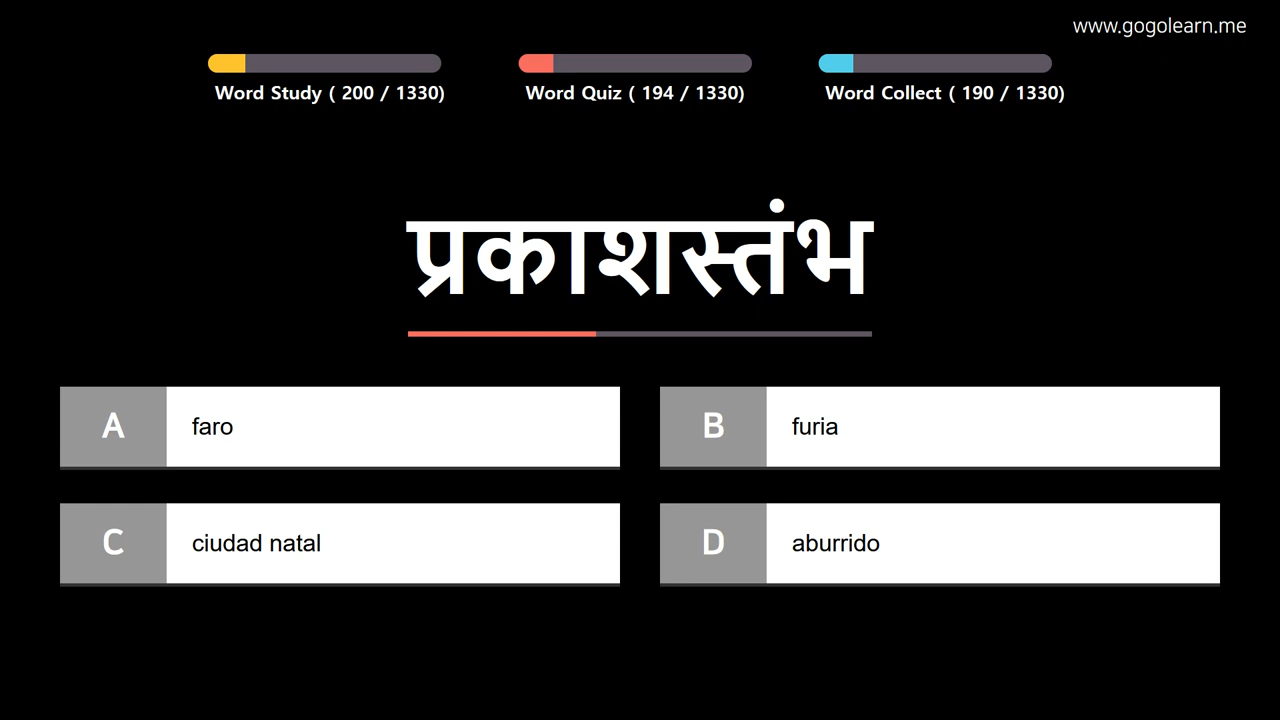 www.gogolearn.me
Word Study ( 200 / 1330)
Word Quiz ( 194 / 1330)
Word Collect ( 190 / 1330)
प्रकाशस्तंभ
A faro
B furia
C ciudad natal
D aburrido